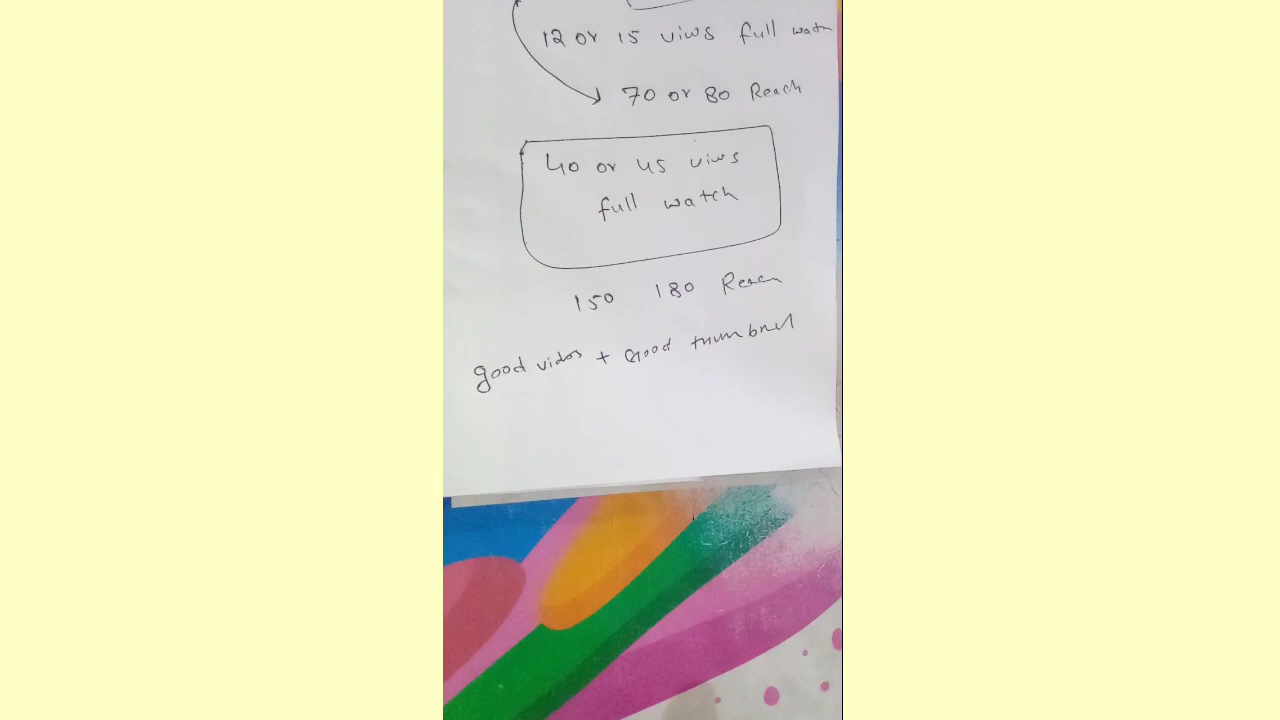 12 or 15 viws full watch
70 or 80 Reach
40 or 45 viws
full watch
150 180 Reach
good vidos + Good thumbnel